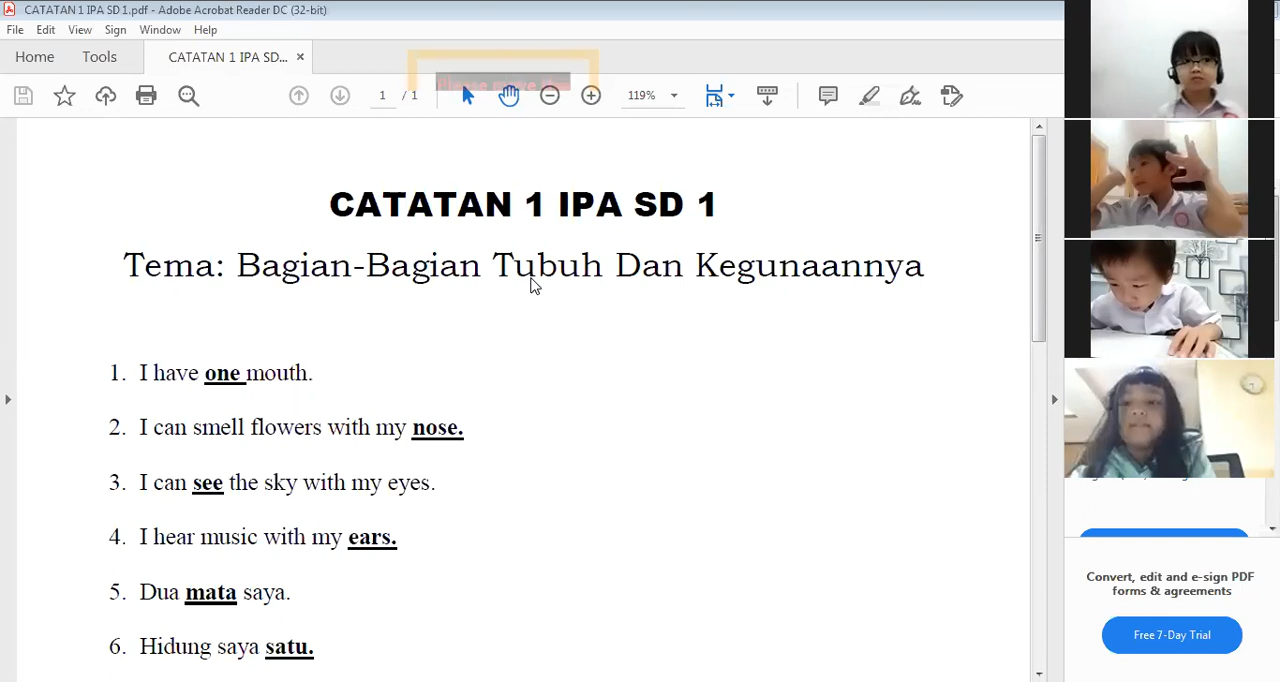 CATATAN 1 IPA SD 1.pdf - Adobe Acrobat Reader DC (32-bit)
File Edit View Sign Window Help
Home Tools CATATAN 1 IPA SD... ×
1 / 1 119%
CATATAN 1 IPA SD 1
Tema: Bagian-Bagian Tubuh Dan Kegunaannya
1. I have one mouth.
2. I can smell flowers with my nose.
3. I can see the sky with my eyes.
4. I hear music with my ears.
5. Dua mata saya.
6. Hidung saya satu.
Convert, edit and e-sign PDF
forms & agreements
Free 7-Day Trial